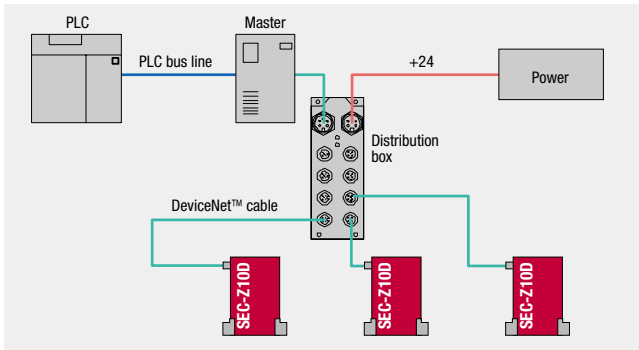 PLC
Master
PLC bus line
+24
Power
Distribution
box
DeviceNet™ cable
SEC-Z10D
SEC-Z10D
SEC-Z10D